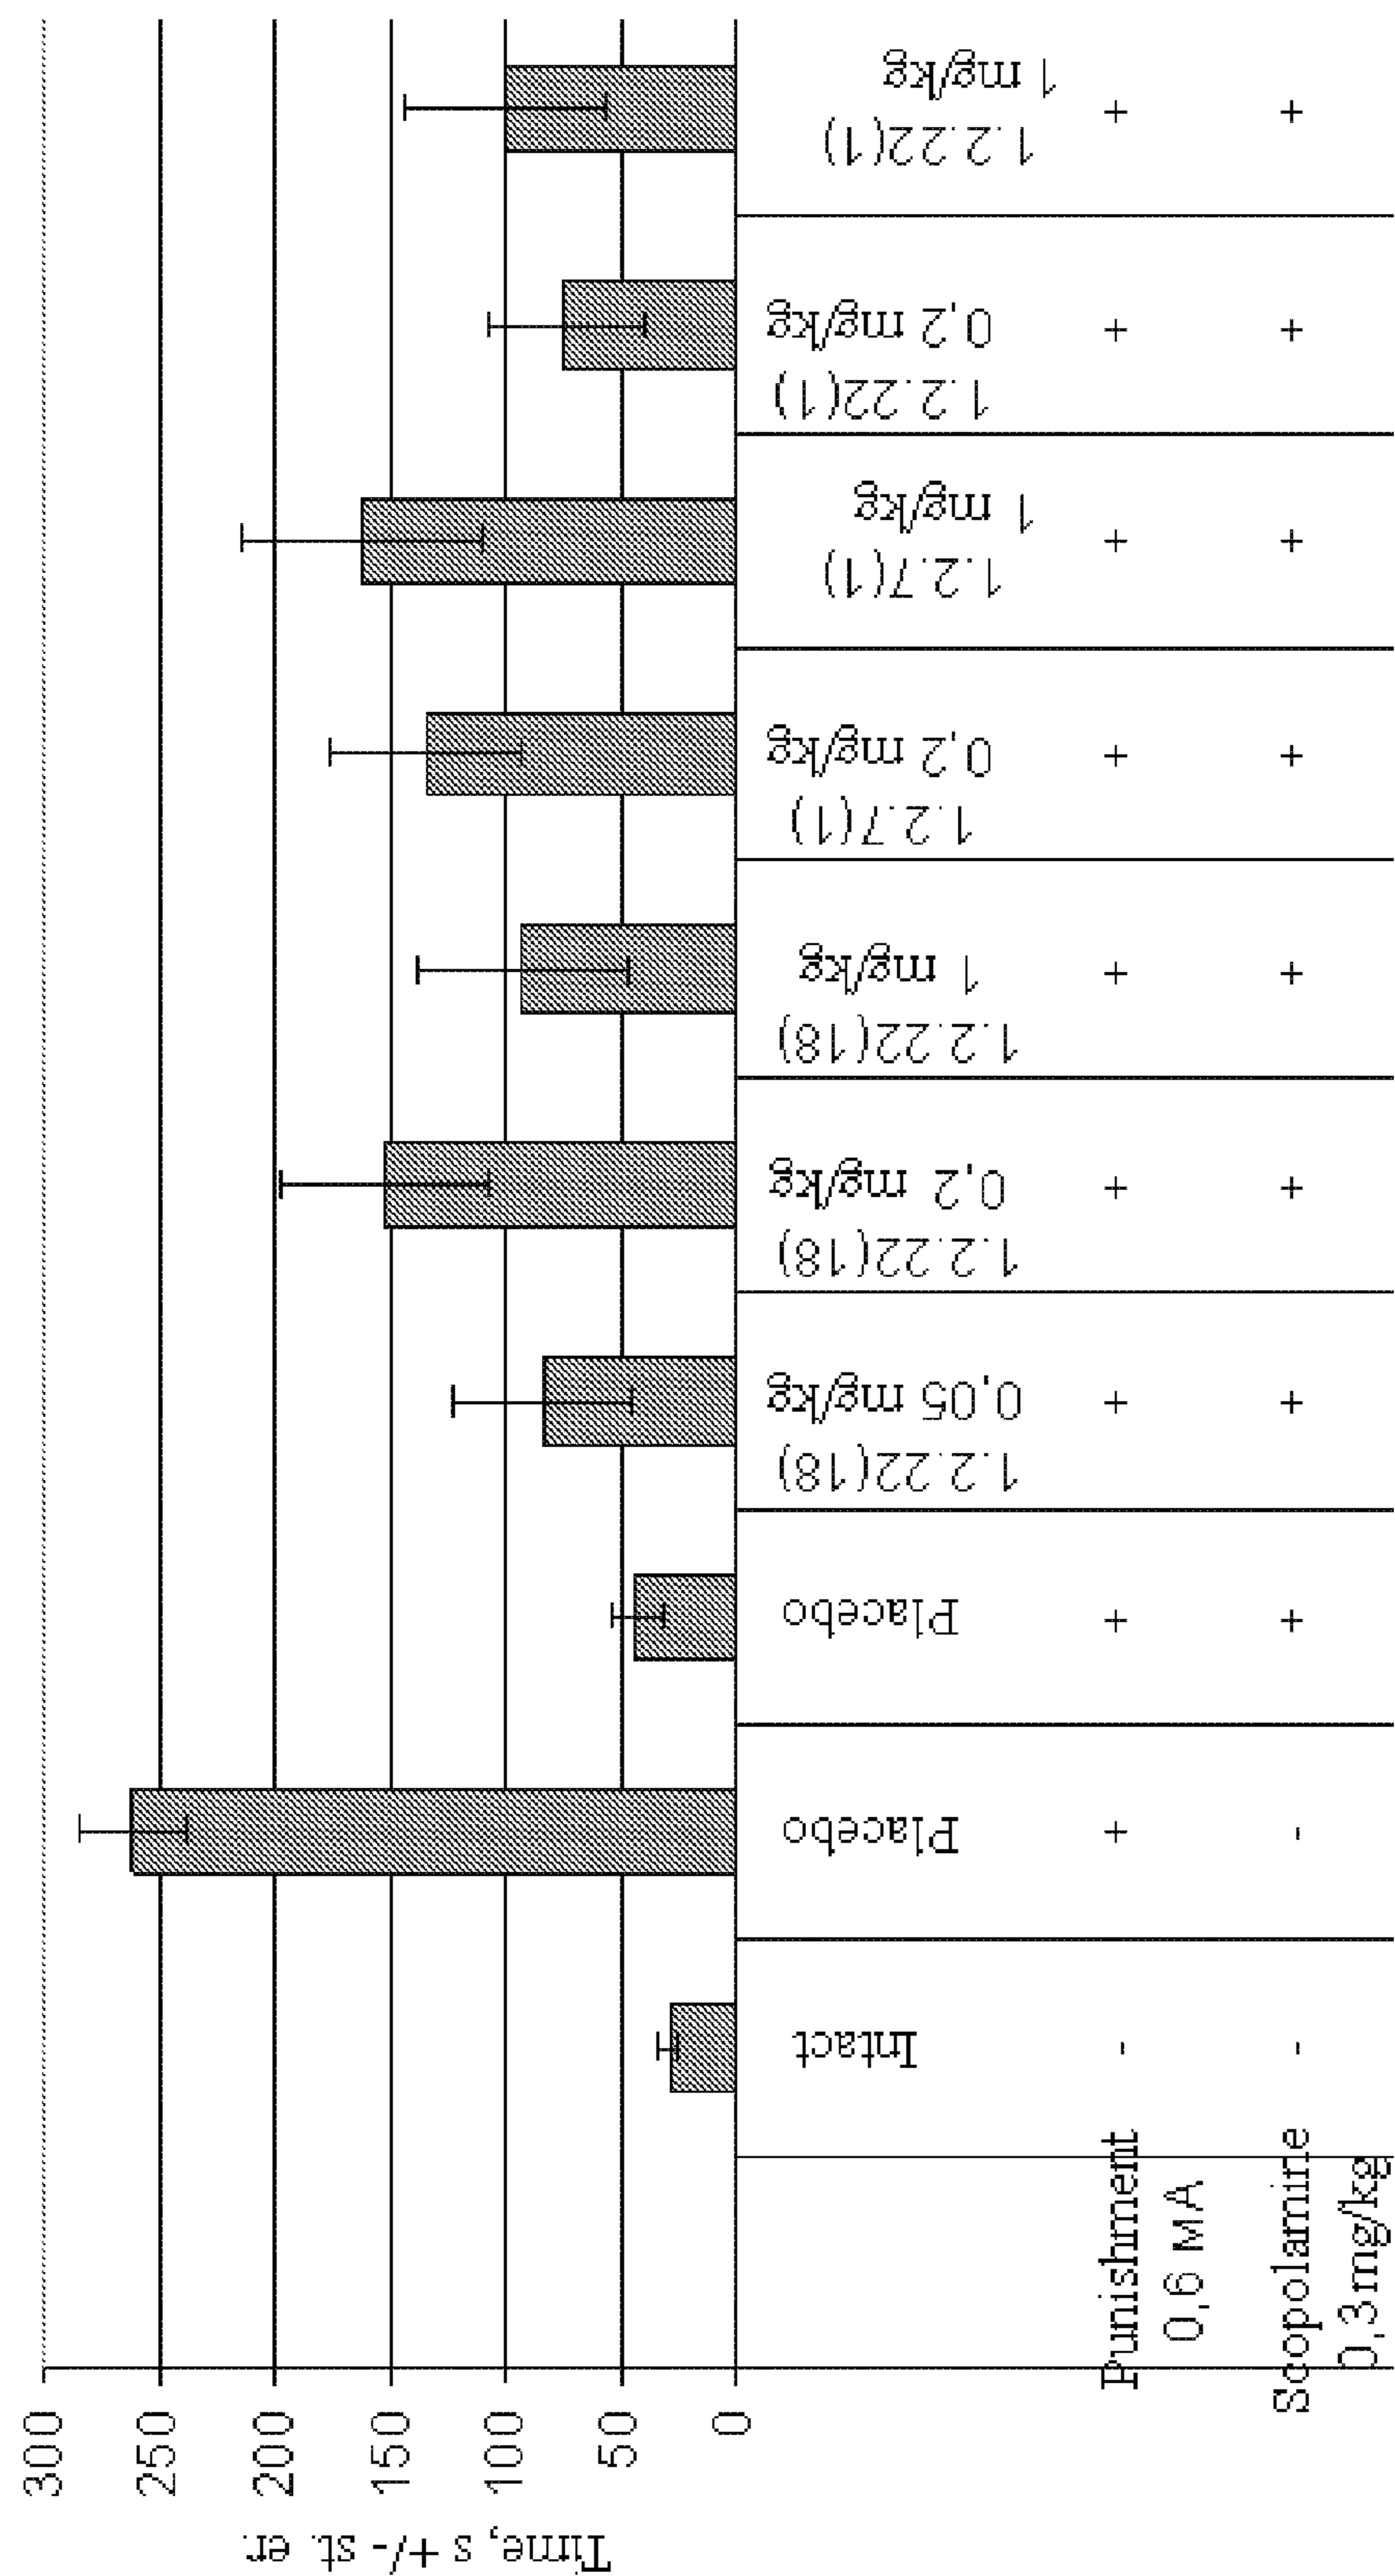 Time, s +/- st. er.
300
250
200
150
100
50
0
Intact
Placebo
Placebo
1.2.22(18)
0,05 mg/kg
1.2.22(18)
0,2 mg/kg
1.2.22(18)
1 mg/kg
1.2.7(1)
0,2 mg/kg
1.2.7(1)
1 mg/kg
1.2.22(1)
0,2 mg/kg
1.2.22(1)
1 mg/kg
Punishment
0,6 MA
- + + + + + + + + +
Scopolamine
0,3mg/kg
- - + + + + + + + +